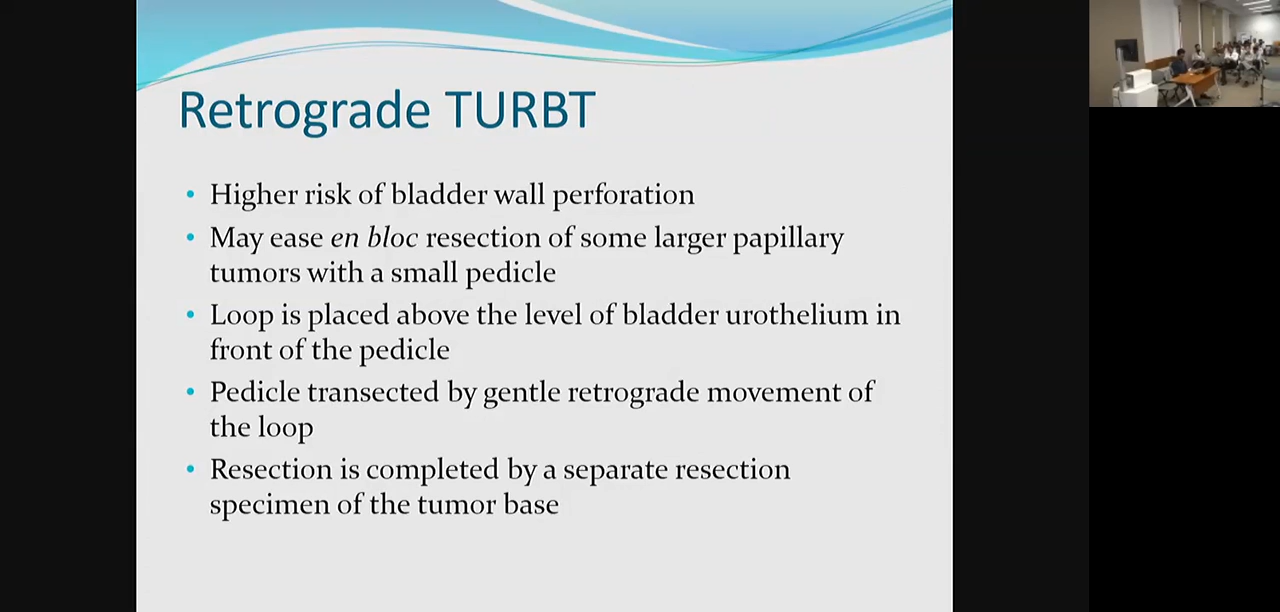 Retrograde TURBT
• Higher risk of bladder wall perforation
• May ease en bloc resection of some larger papillary
tumors with a small pedicle
• Loop is placed above the level of bladder urothelium in
front of the pedicle
• Pedicle transected by gentle retrograde movement of
the loop
• Resection is completed by a separate resection
specimen of the tumor base